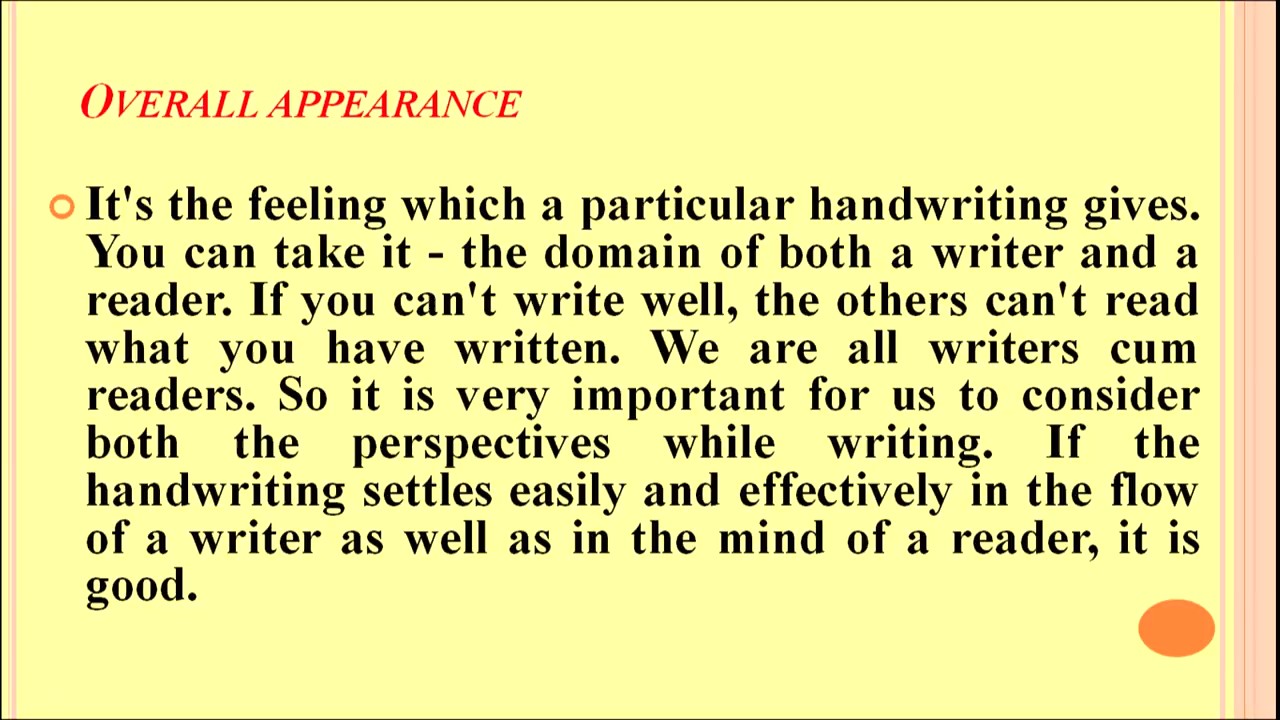 OVERALL APPEARANCE
It's the feeling which a particular handwriting gives.
You can take it - the domain of both a writer and a
reader. If you can't write well, the others can't read
what you have written. We are all writers cum
readers. So it is very important for us to consider
both the perspectives while writing. If the
handwriting settles easily and effectively in the flow
of a writer as well as in the mind of a reader, it is
good.